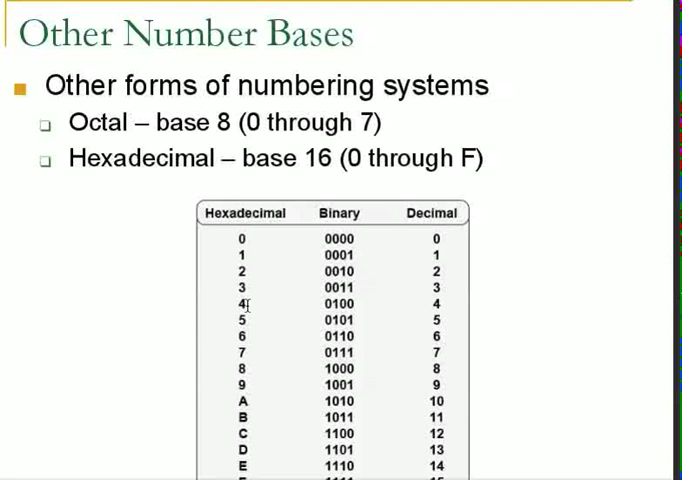 Other Number Bases
Other forms of numbering systems
Octal – base 8 (0 through 7)
Hexadecimal – base 16 (0 through F)
Hexadecimal Binary Decimal
0 0000 0
1 0001 1
2 0010 2
3 0011 3
4 0100 4
5 0101 5
6 0110 6
7 0111 7
8 1000 8
9 1001 9
A 1010 10
B 1011 11
C 1100 12
D 1101 13
E 1110 14